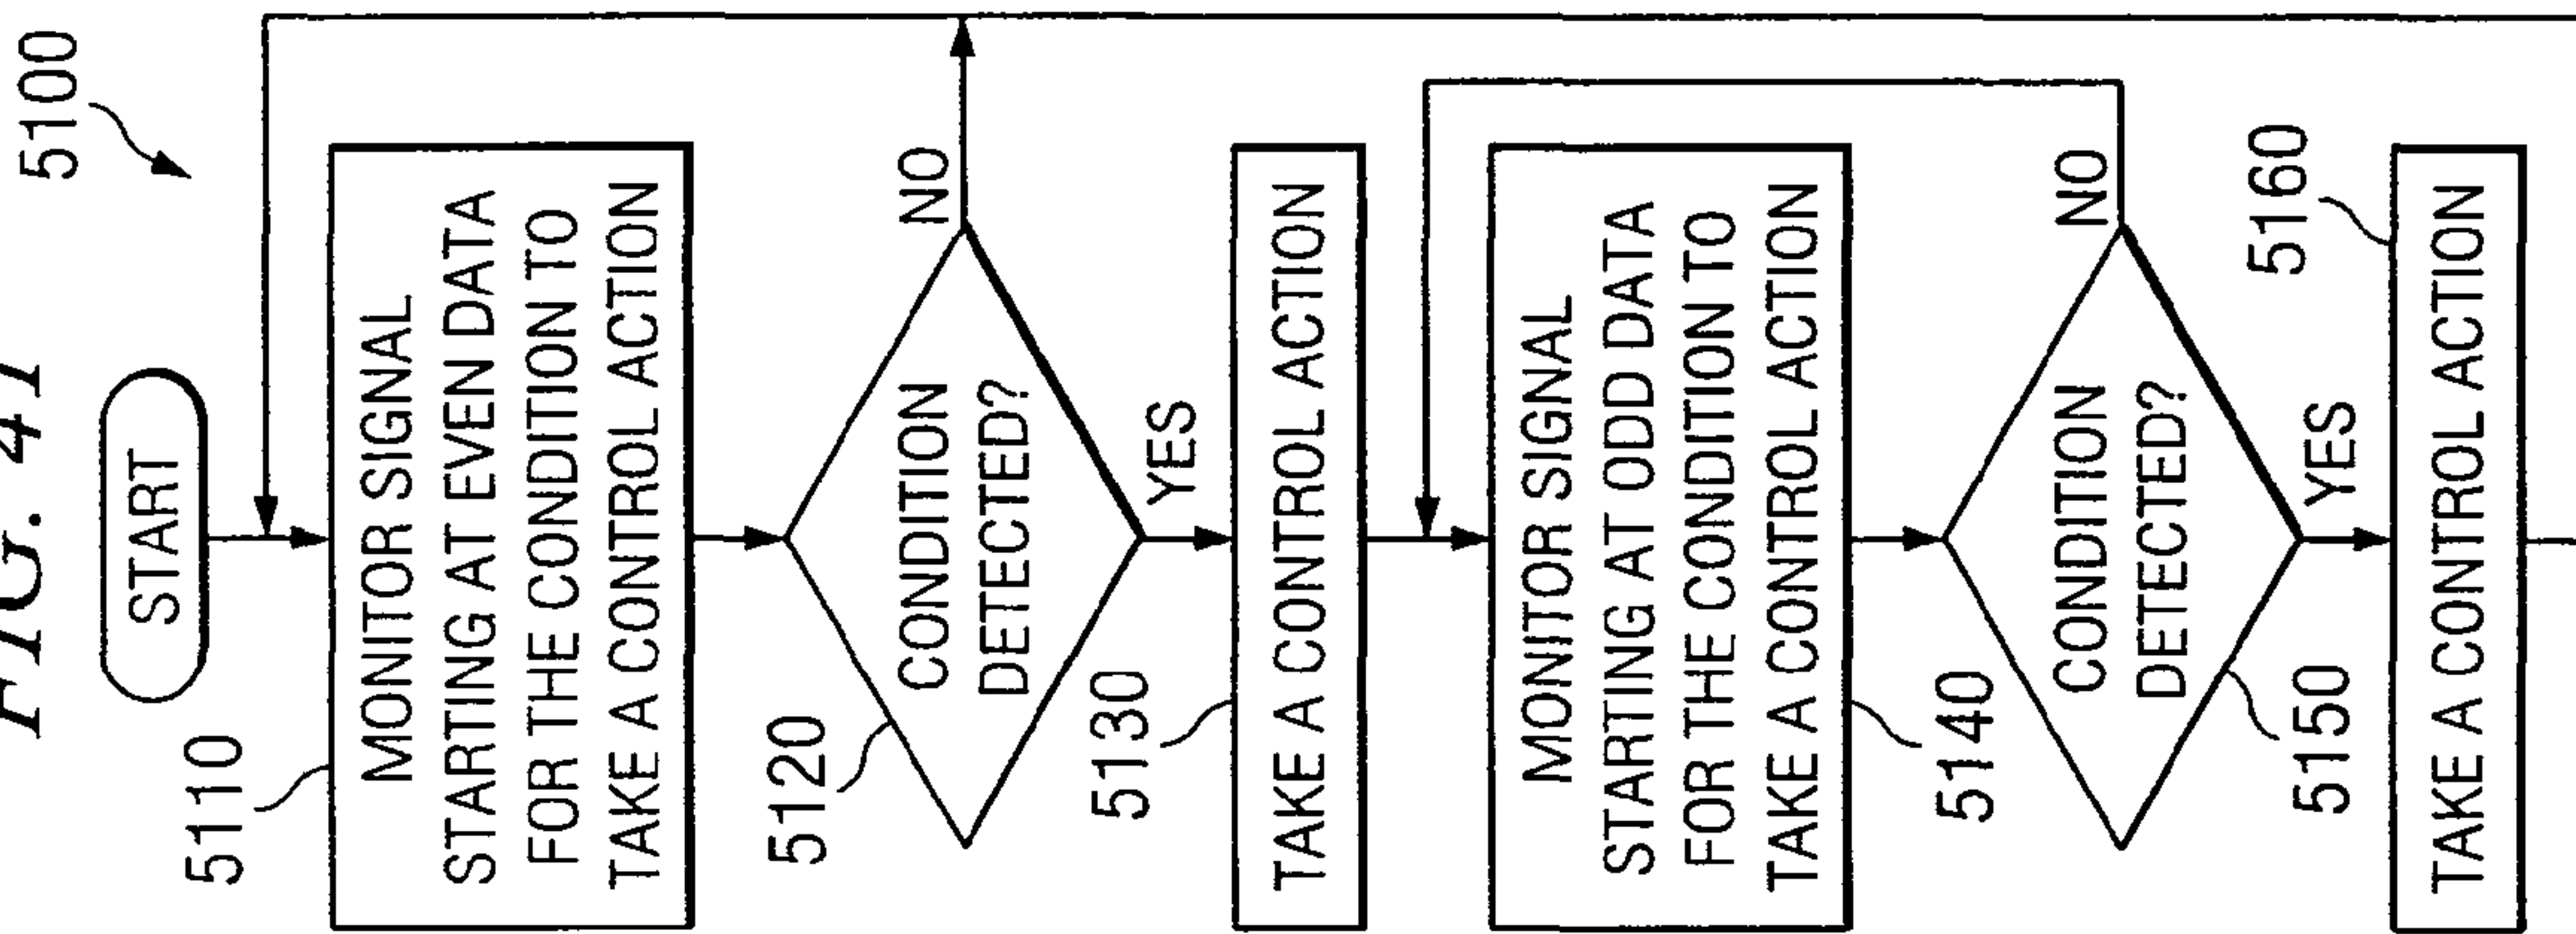 FIG. 41
5100
START
5110
MONITOR SIGNAL
STARTING AT EVEN DATA
FOR THE CONDITION TO
TAKE A CONTROL ACTION
5120
CONDITION
DETECTED?
NO
YES
5130
TAKE A CONTROL ACTION
MONITOR SIGNAL
STARTING AT ODD DATA
FOR THE CONDITION TO
TAKE A CONTROL ACTION
5140
CONDITION
DETECTED?
NO
5150
YES
5160
TAKE A CONTROL ACTION